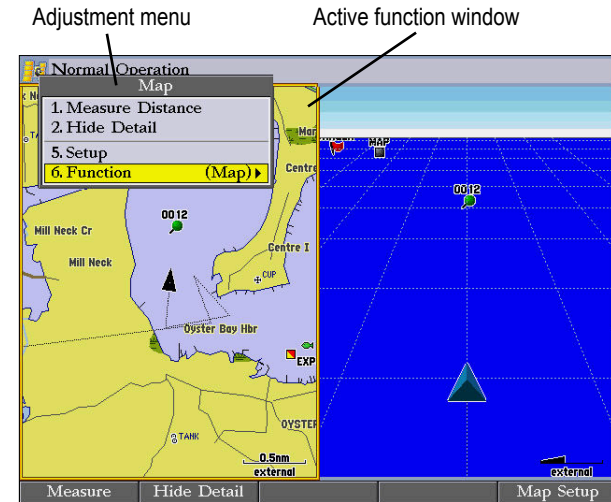 Adjustment menu
Active function window
Normal Operation
Map
1. Measure Distance
2. Hide Detail
5. Setup
6. Function (Map)
Mar
Centre
MAP
0012
0012
Mill Neck Cr
Centre I
Mill Neck
CUP
Oyster Bay Hbr
EXP
OYSTER
TANK
0.5nm
external
external
Measure
Hide Detail
Map Setup